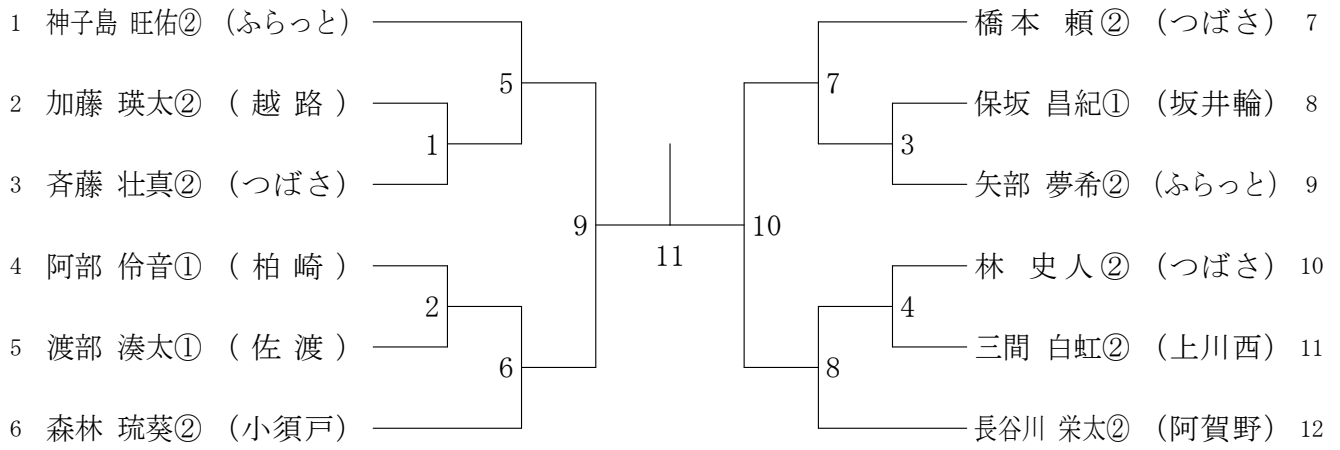 1 神子島 旺佑② (ふらっと)
2 加藤 瑛太② (越路)
3 斉藤 壮真② (つばさ)
4 阿部 伶音① (柏崎)
5 渡部 湊太① (佐渡)
6 森林 琉葵② (小須戸)
5
1
9
2
6
11
7
3
10
4
8
橋本 頼② (つばさ) 7
保坂 昌紀① (坂井輪) 8
矢部 夢希② (ふらっと) 9
林 史人② (つばさ) 10
三間 白虹② (上川西) 11
長谷川 栄太② (阿賀野) 12